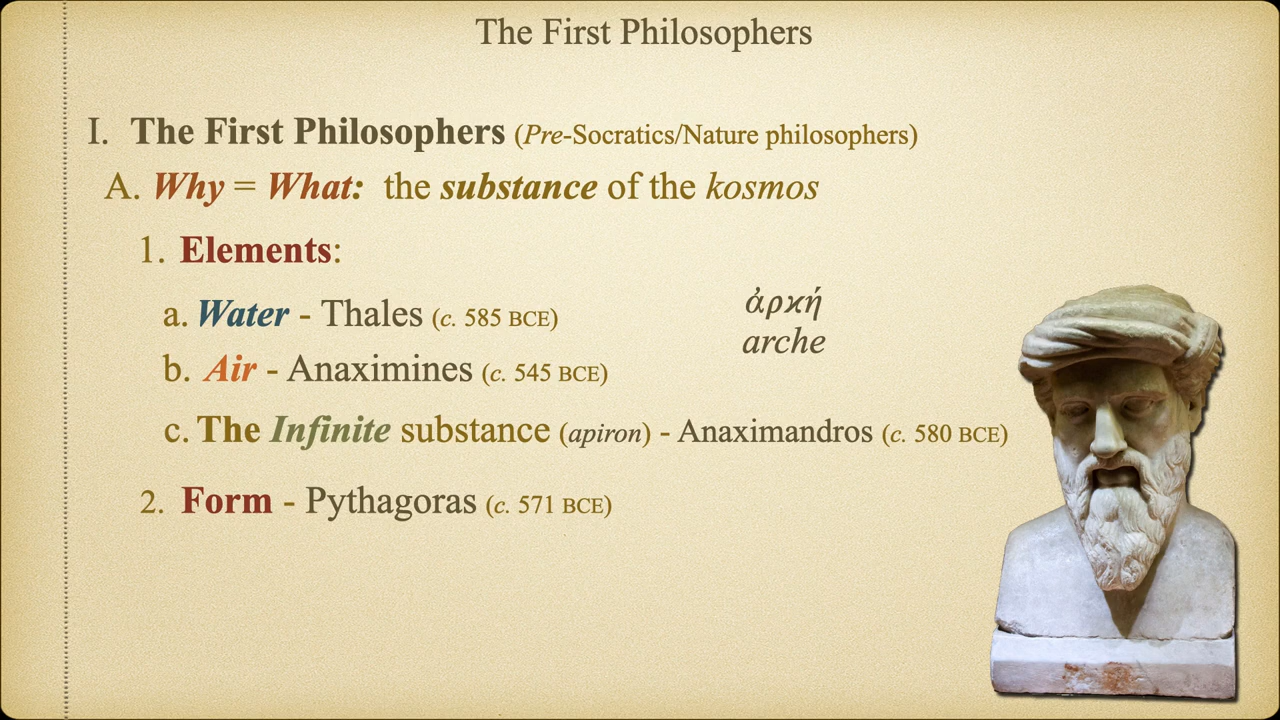 The First Philosophers
I. The First Philosophers (Pre-Socratics/Nature philosophers)
A. Why = What: the substance of the kosmos
1. Elements:
a. Water - Thales (c. 585 BCE)
b. Air - Anaximines (c. 545 BCE)
c. The Infinite substance (apiron) - Anaximandros (c. 580 BCE)
2. Form - Pythagoras (c. 571 BCE)
ἀρχή
arche